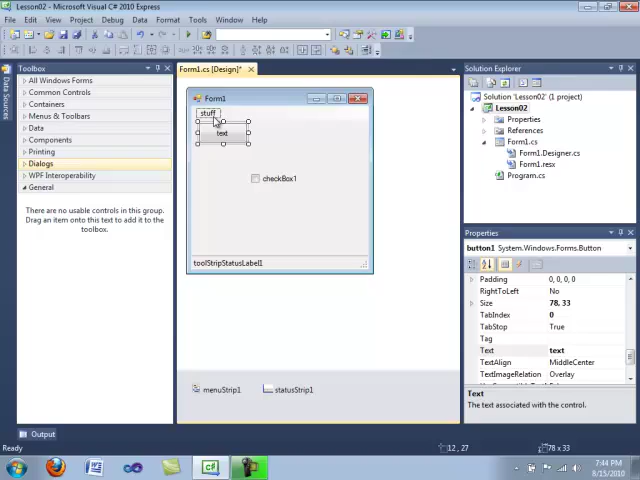 Lesson02 - Microsoft Visual C# 2010 Express
File Edit View Project Debug Data Format Tools Window Help
Data Sources
Toolbox
All Windows Forms
Common Controls
Containers
Menus & Toolbars
Data
Components
Printing
Dialogs
WPF Interoperability
General
There are no usable controls in this group. Drag an item onto this text to add it to the toolbox.
Form1.cs [Design]*
Form1
stuff
text
checkBox1
toolStripStatusLabel1
menuStrip1 statusStrip1
Solution Explorer
Solution 'Lesson02' (1 project)
Lesson02
Properties
References
Form1.cs
Form1.Designer.cs
Form1.resx
Program.cs
Properties
button1 System.Windows.Forms.Button
Padding 0, 0, 0, 0
RightToLeft No
Size 78, 33
TabIndex 0
TabStop True
Tag
Text text
TextAlign MiddleCenter
TextImageRelation Overlay
Text
The text associated with the control.
Output
Ready 12, 27 78 x 33
7:44 PM
8/15/2010